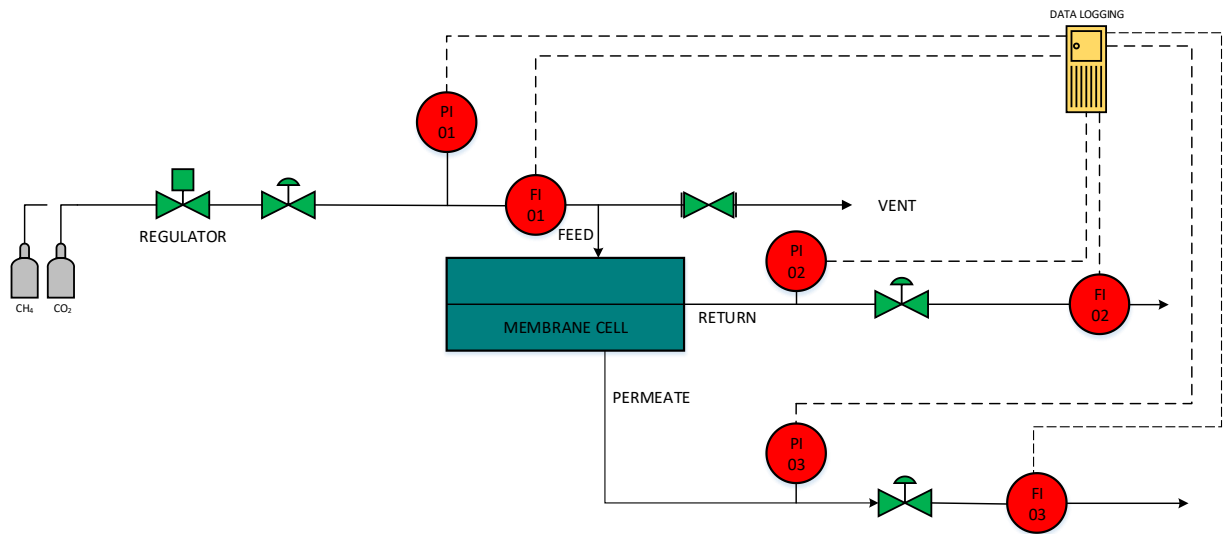 DATA LOGGING
PI
01
FI
01
VENT
REGULATOR
FEED
PI
02
CH₄
CO₂
RETURN
FI
02
MEMBRANE CELL
PERMEATE
PI
03
FI
03